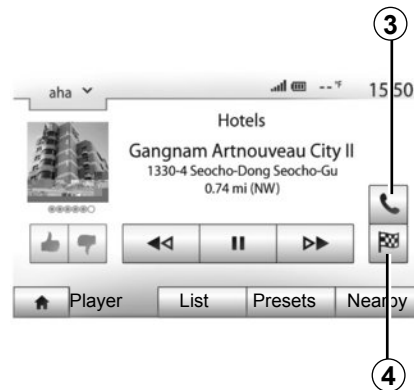 3
aha
--°F
15:50
Hotels
Gangnam Artnouveau City II
1330-4 Seocho-Dong Seocho-Gu
0.74 mi (NW)
Player List Presets Nearby
4